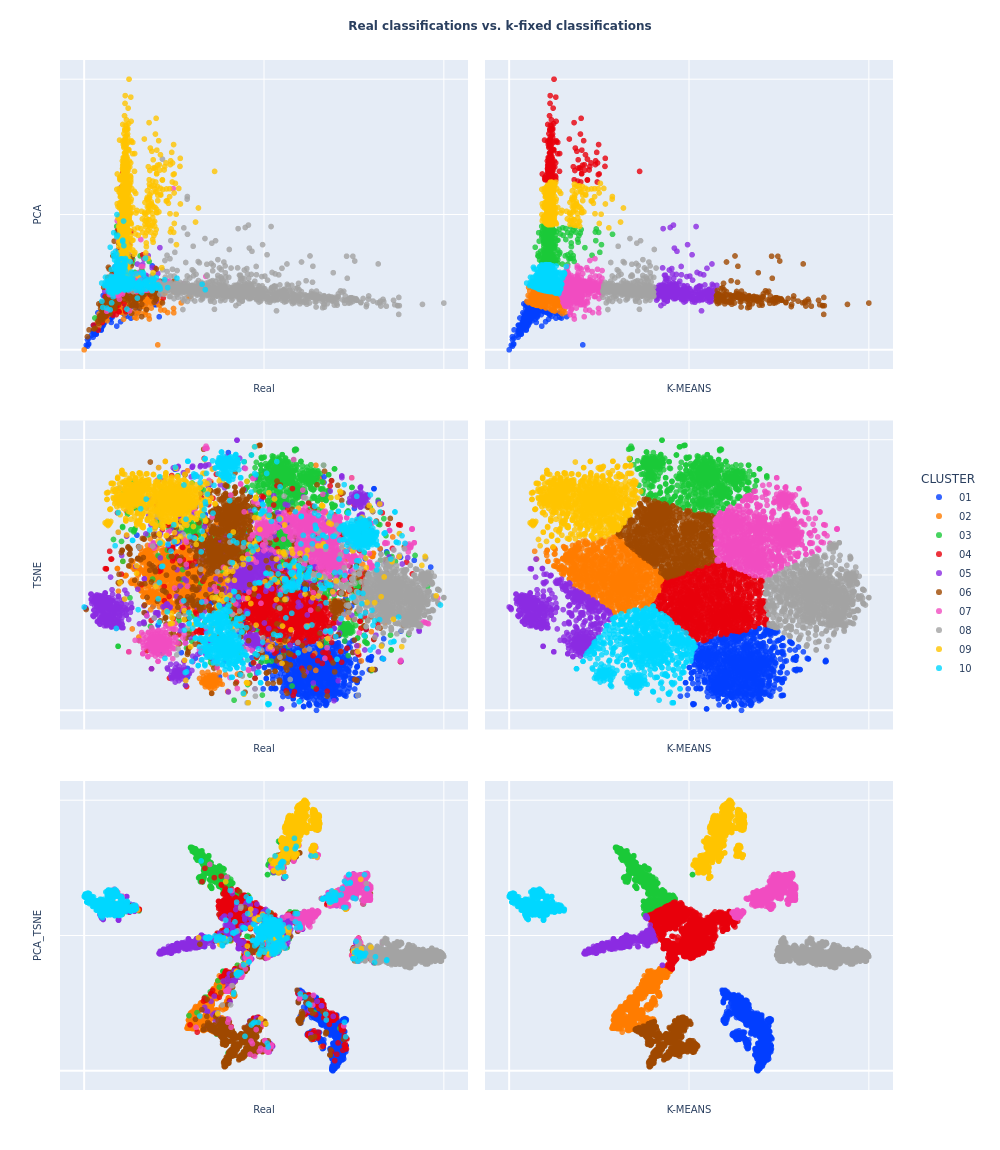 Real classifications vs. k-fixed classifications
PCA
Real
K-MEANS
TSNE
Real
K-MEANS
CLUSTER
01
02
03
04
05
06
07
08
09
10
PCA_TSNE
Real
K-MEANS